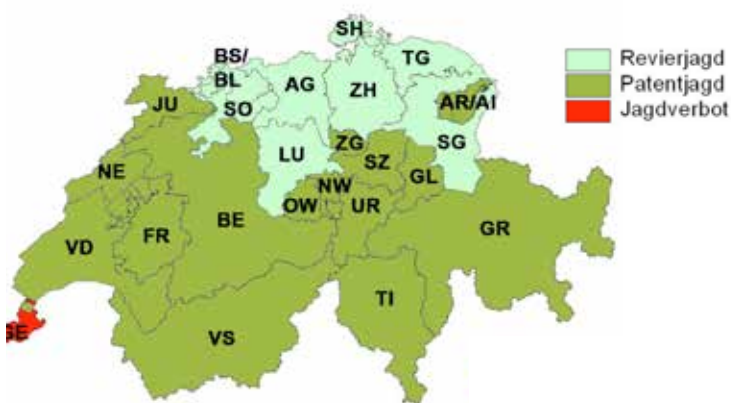 SH
BS/
TG
Revierjagd
BL
AG
ZH
Patentjagd
JU
SO
AR/AI
Jagdverbot
ZG
SG
LU
SZ
NE
NW
GL
OW
UR
BE
FR
GR
VD
TI
GE
VS